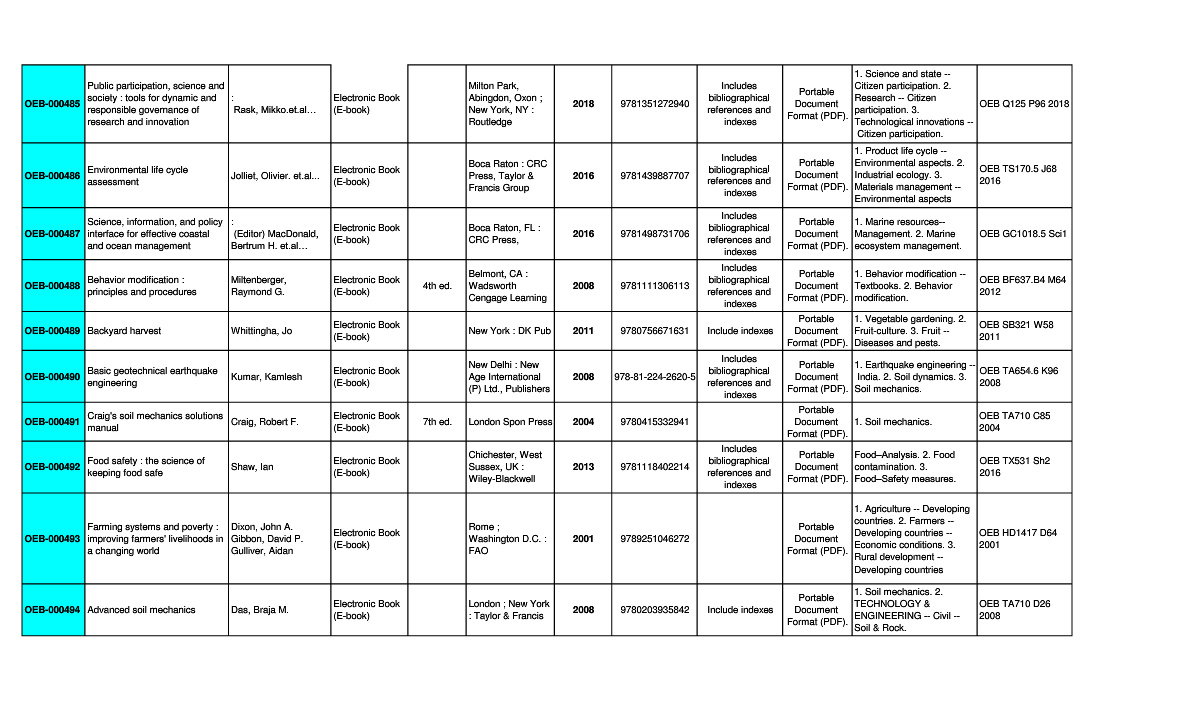 OEB-000485
Public participation, science and
society : tools for dynamic and
responsible governance of
research and innovation
:
Rask, Mikko.et.al...
Electronic Book
(E-book)
Milton Park,
Abingdon, Oxon ;
New York, NY :
Routledge
2018
9781351272940
Includes
bibliographical
references and
indexes
Portable
Document
Format (PDF).
1. Science and state --
Citizen participation. 2.
Research -- Citizen
participation. 3.
Technological innovations --
Citizen participation.
OEB Q125 P96 2018
OEB-000486
Environmental life cycle
assessment
Jolliet, Olivier. et.al...
Electronic Book
(E-book)
Boca Raton : CRC
Press, Taylor &
Francis Group
2016
9781439887707
Includes
bibliographical
references and
indexes
Portable
Document
Format (PDF).
1. Product life cycle --
Environmental aspects. 2.
Industrial ecology. 3.
Materials management --
Environmental aspects
OEB TS170.5 J68
2016
OEB-000487
Science, information, and policy
interface for effective coastal
and ocean management
:
(Editor) MacDonald,
Bertrum H. et.al...
Electronic Book
(E-book)
Boca Raton, FL :
CRC Press,
2016
9781498731706
Includes
bibliographical
references and
indexes
Portable
Document
Format (PDF).
1. Marine resources--
Management. 2. Marine
ecosystem management.
OEB GC1018.5 Sci1
OEB-000488
Behavior modification :
principles and procedures
Miltenberger,
Raymond G.
Electronic Book
(E-book)
4th ed.
Belmont, CA :
Wadsworth
Cengage Learning
2008
9781111306113
Includes
bibliographical
references and
indexes
Portable
Document
Format (PDF).
1. Behavior modification --
Textbooks. 2. Behavior
modification.
OEB BF637.B4 M64
2012
OEB-000489
Backyard harvest
Whittingha, Jo
Electronic Book
(E-book)
New York : DK Pub
2011
9780756671631
Include indexes
Portable
Document
Format (PDF).
1. Vegetable gardening. 2.
Fruit-culture. 3. Fruit --
Diseases and pests.
OEB SB321 W58
2011
OEB-000490
Basic geotechnical earthquake
engineering
Kumar, Kamlesh
Electronic Book
(E-book)
New Delhi : New
Age International
(P) Ltd., Publishers
2008
978-81-224-2620-5
Includes
bibliographical
references and
indexes
Portable
Document
Format (PDF).
1. Earthquake engineering --
India. 2. Soil dynamics. 3.
Soil mechanics.
OEB TA654.6 K96
2008
OEB-000491
Craig's soil mechanics solutions
manual
Craig, Robert F.
Electronic Book
(E-book)
7th ed.
London Spon Press
2004
9780415332941
Portable
Document
Format (PDF).
1. Soil mechanics.
OEB TA710 C85
2004
OEB-000492
Food safety : the science of
keeping food safe
Shaw, Ian
Electronic Book
(E-book)
Chichester, West
Sussex, UK :
Wiley-Blackwell
2013
9781118402214
Includes
bibliographical
references and
indexes
Portable
Document
Format (PDF).
Food–Analysis. 2. Food
contamination. 3.
Food–Safety measures.
OEB TX531 Sh2
2016
OEB-000493
Farming systems and poverty :
improving farmers' livelihoods in
a changing world
Dixon, John A.
Gibbon, David P.
Gulliver, Aidan
Electronic Book
(E-book)
Rome ;
Washington D.C. :
FAO
2001
9789251046272
Portable
Document
Format (PDF).
1. Agriculture -- Developing
countries. 2. Farmers --
Developing countries --
Economic conditions. 3.
Rural development --
Developing countries
OEB HD1417 D64
2001
OEB-000494
Advanced soil mechanics
Das, Braja M.
Electronic Book
(E-book)
London ; New York
: Taylor & Francis
2008
9780203935842
Include indexes
Portable
Document
Format (PDF).
1. Soil mechanics. 2.
TECHNOLOGY &
ENGINEERING -- Civil --
Soil & Rock.
OEB TA710 D26
2008